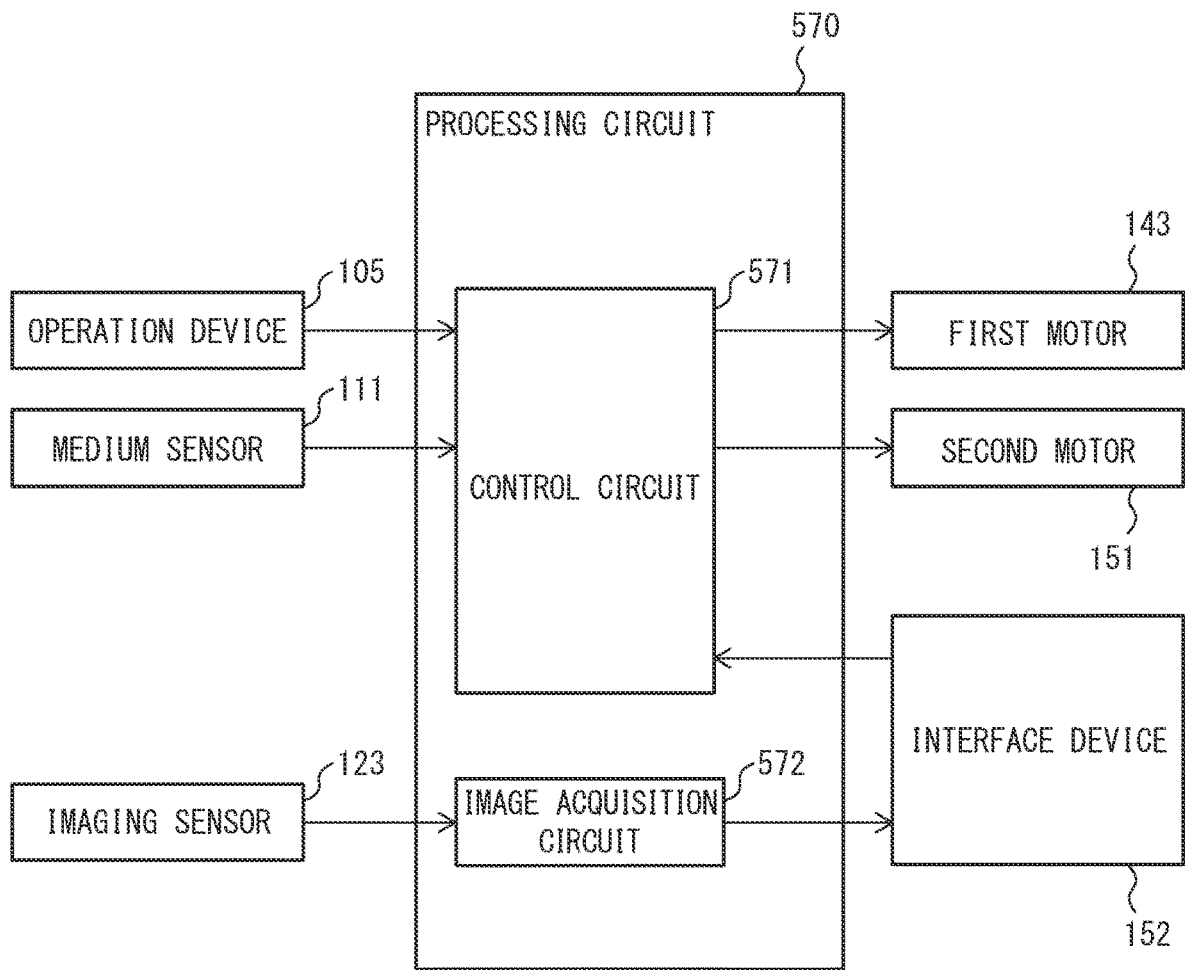 570
PROCESSING CIRCUIT
143
105
571
OPERATION DEVICE
FIRST MOTOR
111
MEDIUM SENSOR
CONTROL CIRCUIT
SECOND MOTOR
151
INTERFACE DEVICE
123
572
IMAGING SENSOR
IMAGE ACQUISITION
CIRCUIT
152